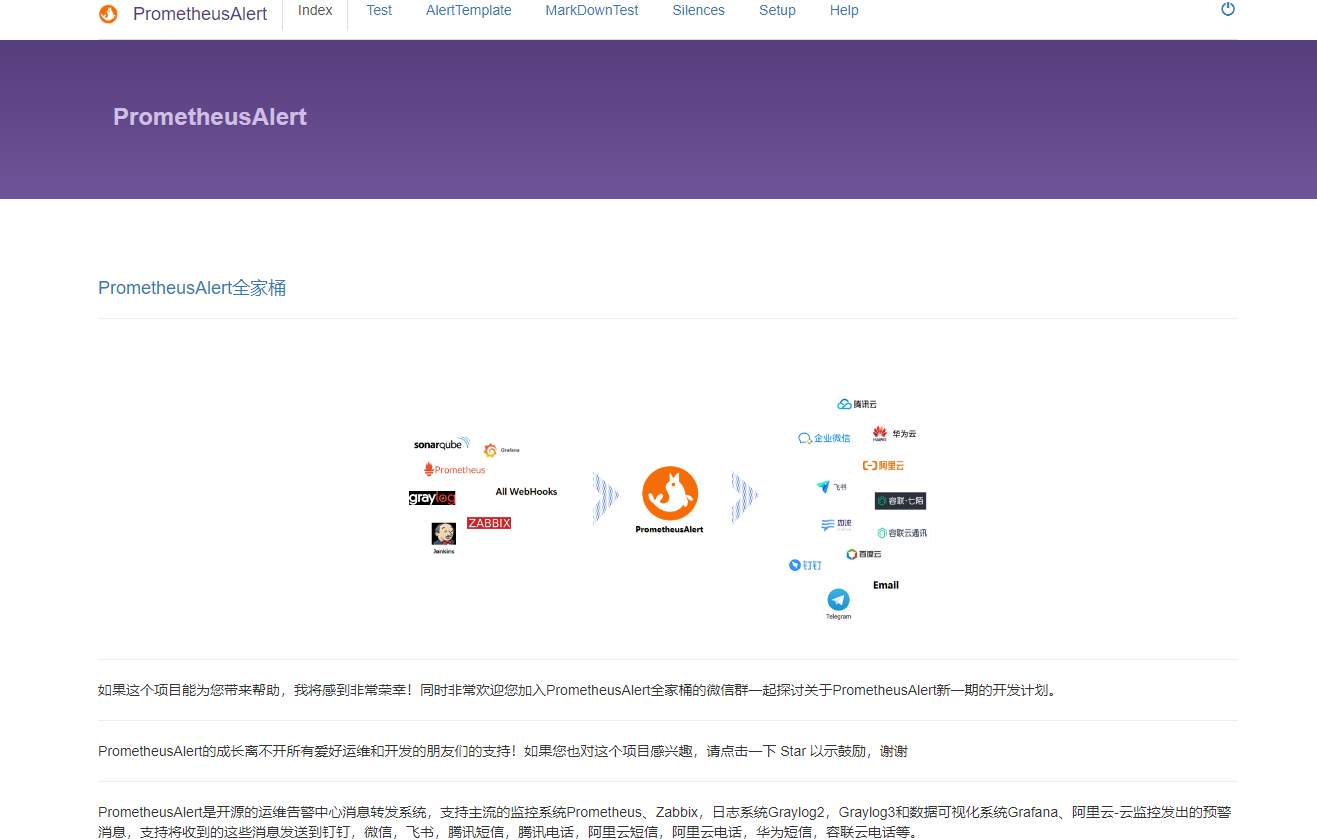 PrometheusAlert Index Test AlertTemplate MarkDownTest Silences Setup Help
PrometheusAlert
PrometheusAlert全家桶
腾讯云
企业微信
HUAWEI
华为云
sonarqube
Grafana
阿里云
Prometheus
飞书
All WebHooks
graylog
容联·七陌
ZABBIX
如流
PrometheusAlert
容联云通讯
Jenkins
百度云
钉钉
Email
Telegram
如果这个项目能为您带来帮助，我将感到非常荣幸！同时非常欢迎您加入PrometheusAlert全家桶的微信群一起探讨关于PrometheusAlert新一期的开发计划。
PrometheusAlert的成长离不开所有爱好运维和开发的朋友们的支持！如果您也对这个项目感兴趣，请点击一下 Star 以示鼓励，谢谢
PrometheusAlert是开源的运维告警中心消息转发系统，支持主流的监控系统Prometheus、Zabbix，日志系统Graylog2，Graylog3和数据可视化系统Grafana、阿里云-云监控发出的预警
消息，支持将收到的这些消息发送到钉钉，微信，飞书，腾讯短信，腾讯电话，阿里云短信，阿里云电话，华为短信，容联云电话等。